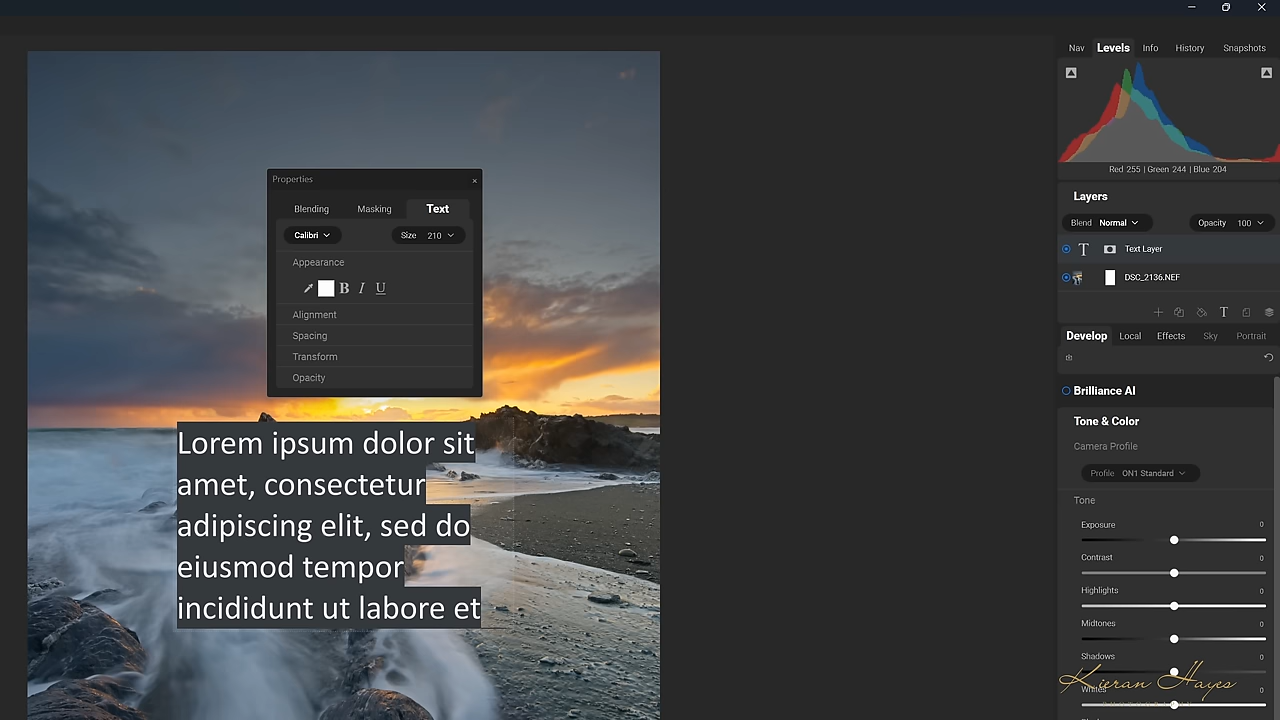 Nav Levels Info History Snapshots
Red 255 | Green 244 | Blue 204
Layers
Blend Normal Opacity 100
T Text Layer
DSC_2136.NEF
T
Develop Local Effects Sky Portrait
Brilliance AI
Tone & Color
Camera Profile
Profile ON1 Standard
Tone
Exposure 0
Contrast 0
Highlights 0
Midtones 0
Shadows 0
Whites 0
Kieran Hayes
Properties
Blending Masking Text
Calibri Size 210
Appearance
B I U
Alignment
Spacing
Transform
Opacity
Lorem ipsum dolor sit
amet, consectetur
adipiscing elit, sed do
eiusmod tempor
incididunt ut labore et